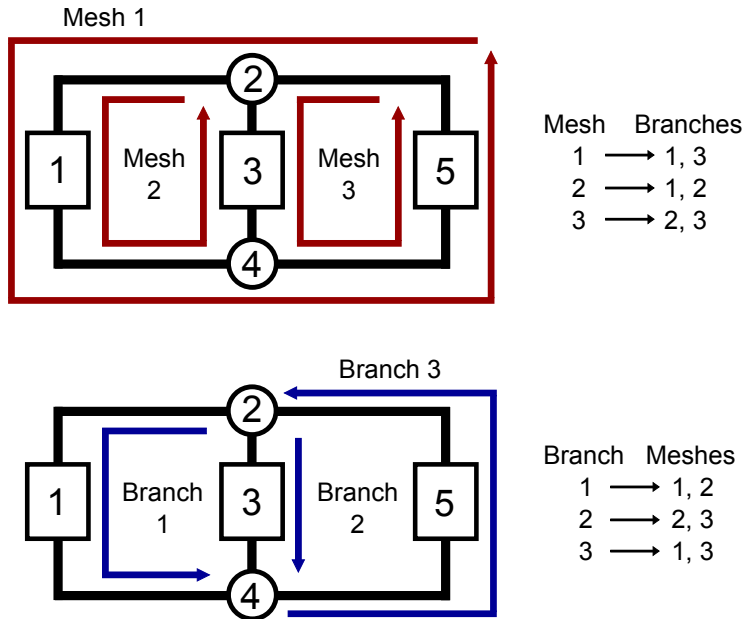 Mesh 1
2
1
Mesh
2
3
Mesh
3
5
4
Mesh Branches
1 → 1, 3
2 → 1, 2
3 → 2, 3
Branch 3
2
1
Branch
1
3
Branch
2
5
4
Branch Meshes
1 → 1, 2
2 → 2, 3
3 → 1, 3